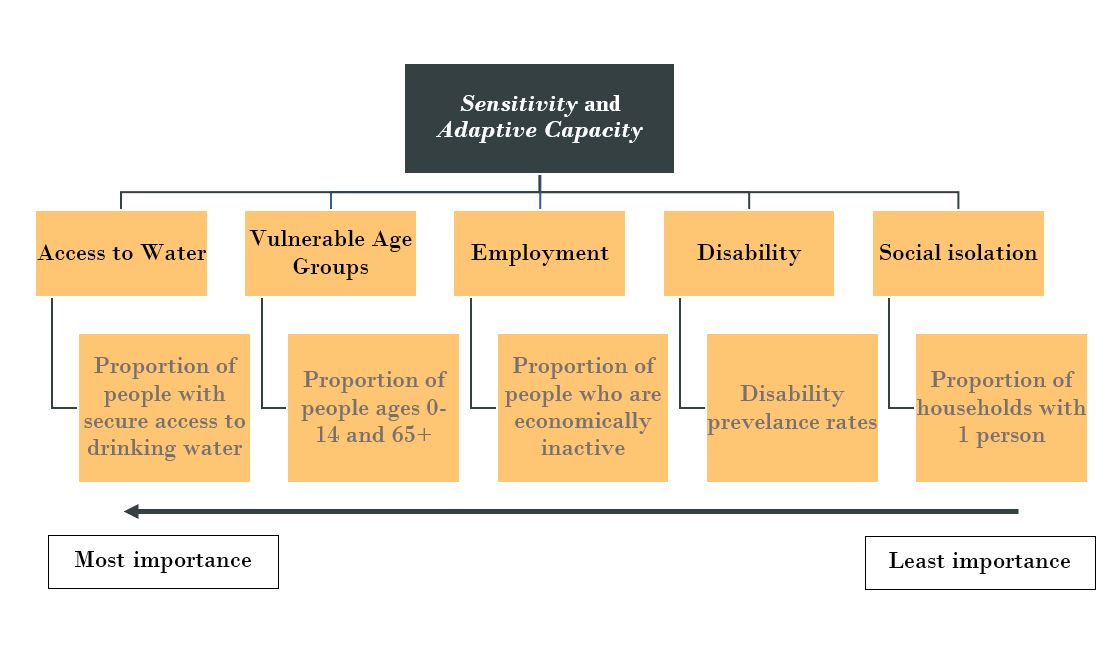 Sensitivity and
Adaptive Capacity
Access to Water
Vulnerable Age
Groups
Employment
Disability
Social isolation
Proportion of
people with
secure access to
drinking water
Proportion of
people ages 0-
14 and 65+
Proportion of
people who are
economically
inactive
Disability
prevelance rates
Proportion of
households with
1 person
Most importance
Least importance